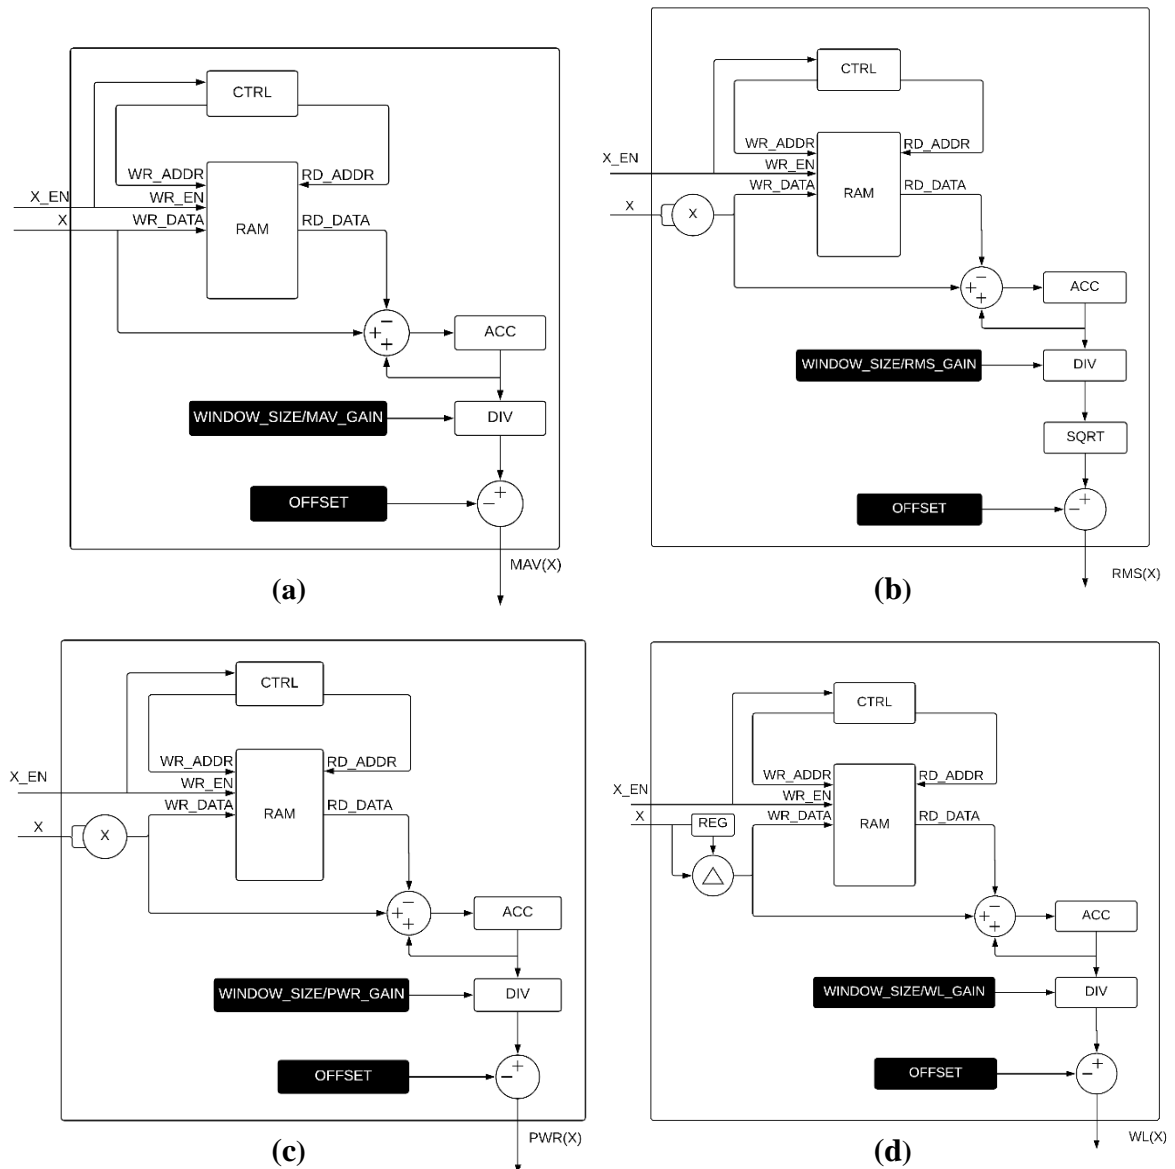 CTRL
WR_ADDR
RD_ADDR
X_EN
WR_EN
X
WR_DATA
RD_DATA
RAM
−
+
+
ACC
WINDOW_SIZE/MAV_GAIN
DIV
OFFSET
−
+
MAV(X)
(a)
CTRL
WR_ADDR
RD_ADDR
X_EN
WR_EN
X
X
WR_DATA
RD_DATA
RAM
−
+
+
ACC
WINDOW_SIZE/RMS_GAIN
DIV
SQRT
OFFSET
−
+
RMS(X)
(b)
CTRL
WR_ADDR
RD_ADDR
X_EN
WR_EN
X
X
WR_DATA
RD_DATA
RAM
−
+
+
ACC
WINDOW_SIZE/PWR_GAIN
DIV
OFFSET
−
+
PWR(X)
(c)
CTRL
WR_ADDR
RD_ADDR
X_EN
WR_EN
X
REG
WR_DATA
RD_DATA
RAM
△
−
+
+
ACC
WINDOW_SIZE/WL_GAIN
DIV
OFFSET
−
+
WL(X)
(d)